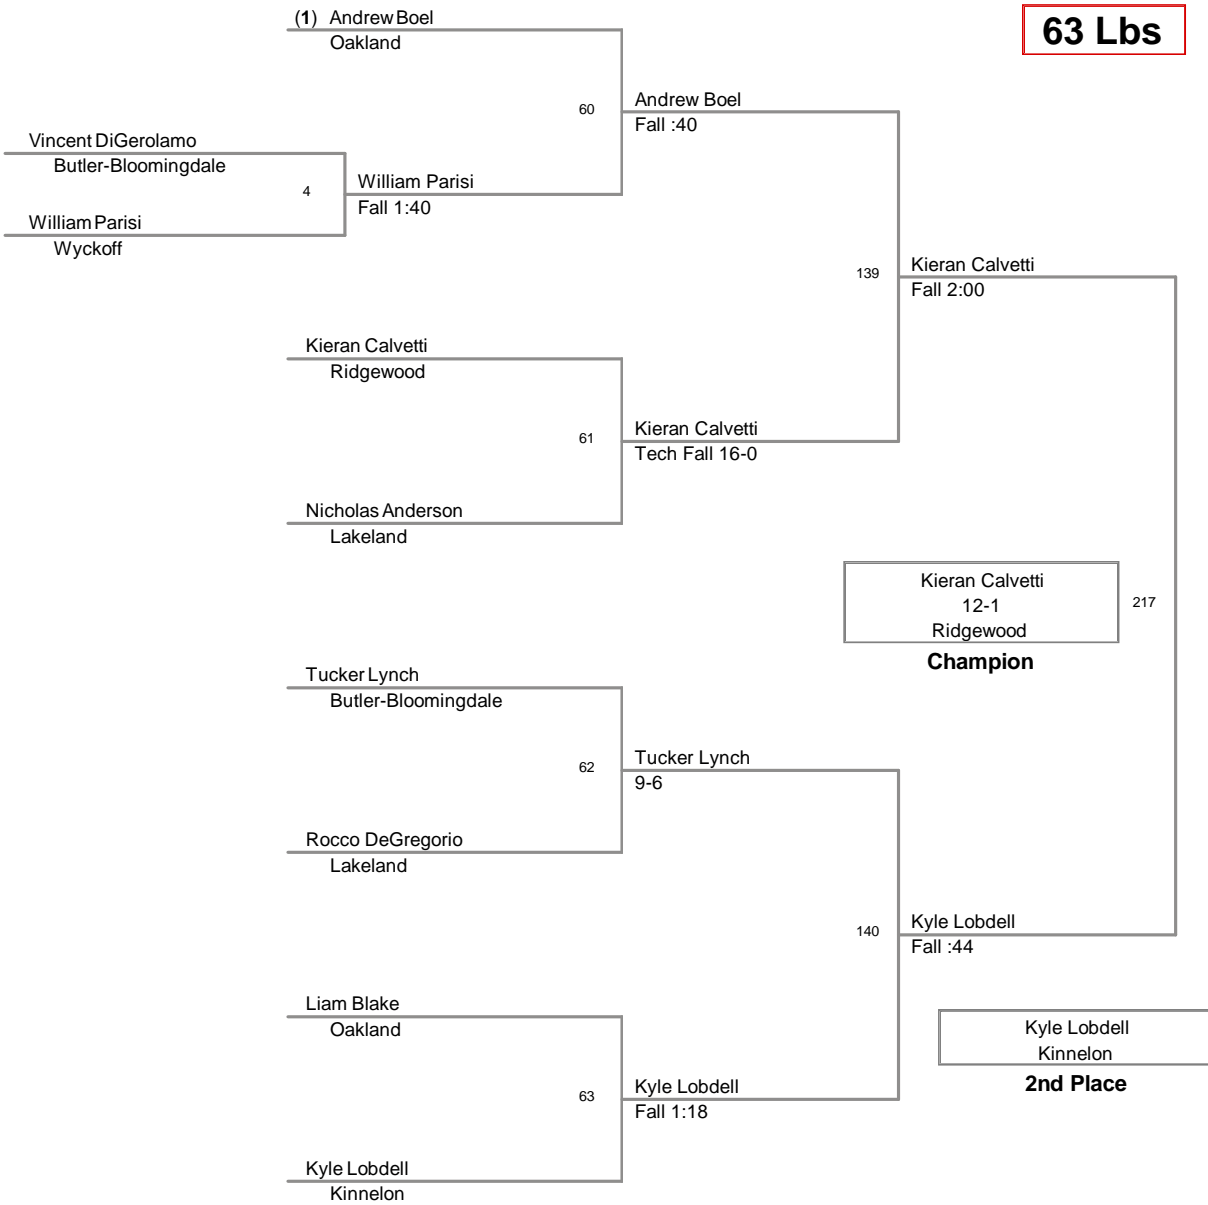 (1) Andrew Boel
Oakland
63 Lbs
60
Andrew Boel
Fall :40
Vincent DiGerolamo
Butler-Bloomingdale
4
William Parisi
Fall 1:40
William Parisi
Wyckoff
139
Kieran Calvetti
Fall 2:00
Kieran Calvetti
Ridgewood
61
Kieran Calvetti
Tech Fall 16-0
Nicholas Anderson
Lakeland
Kieran Calvetti
12-1
Ridgewood
217
Champion
Tucker Lynch
Butler-Bloomingdale
62
Tucker Lynch
9-6
Rocco DeGregorio
Lakeland
140
Kyle Lobdell
Fall :44
Liam Blake
Oakland
Kyle Lobdell
Kinnelon
2nd Place
63
Kyle Lobdell
Fall 1:18
Kyle Lobdell
Kinnelon